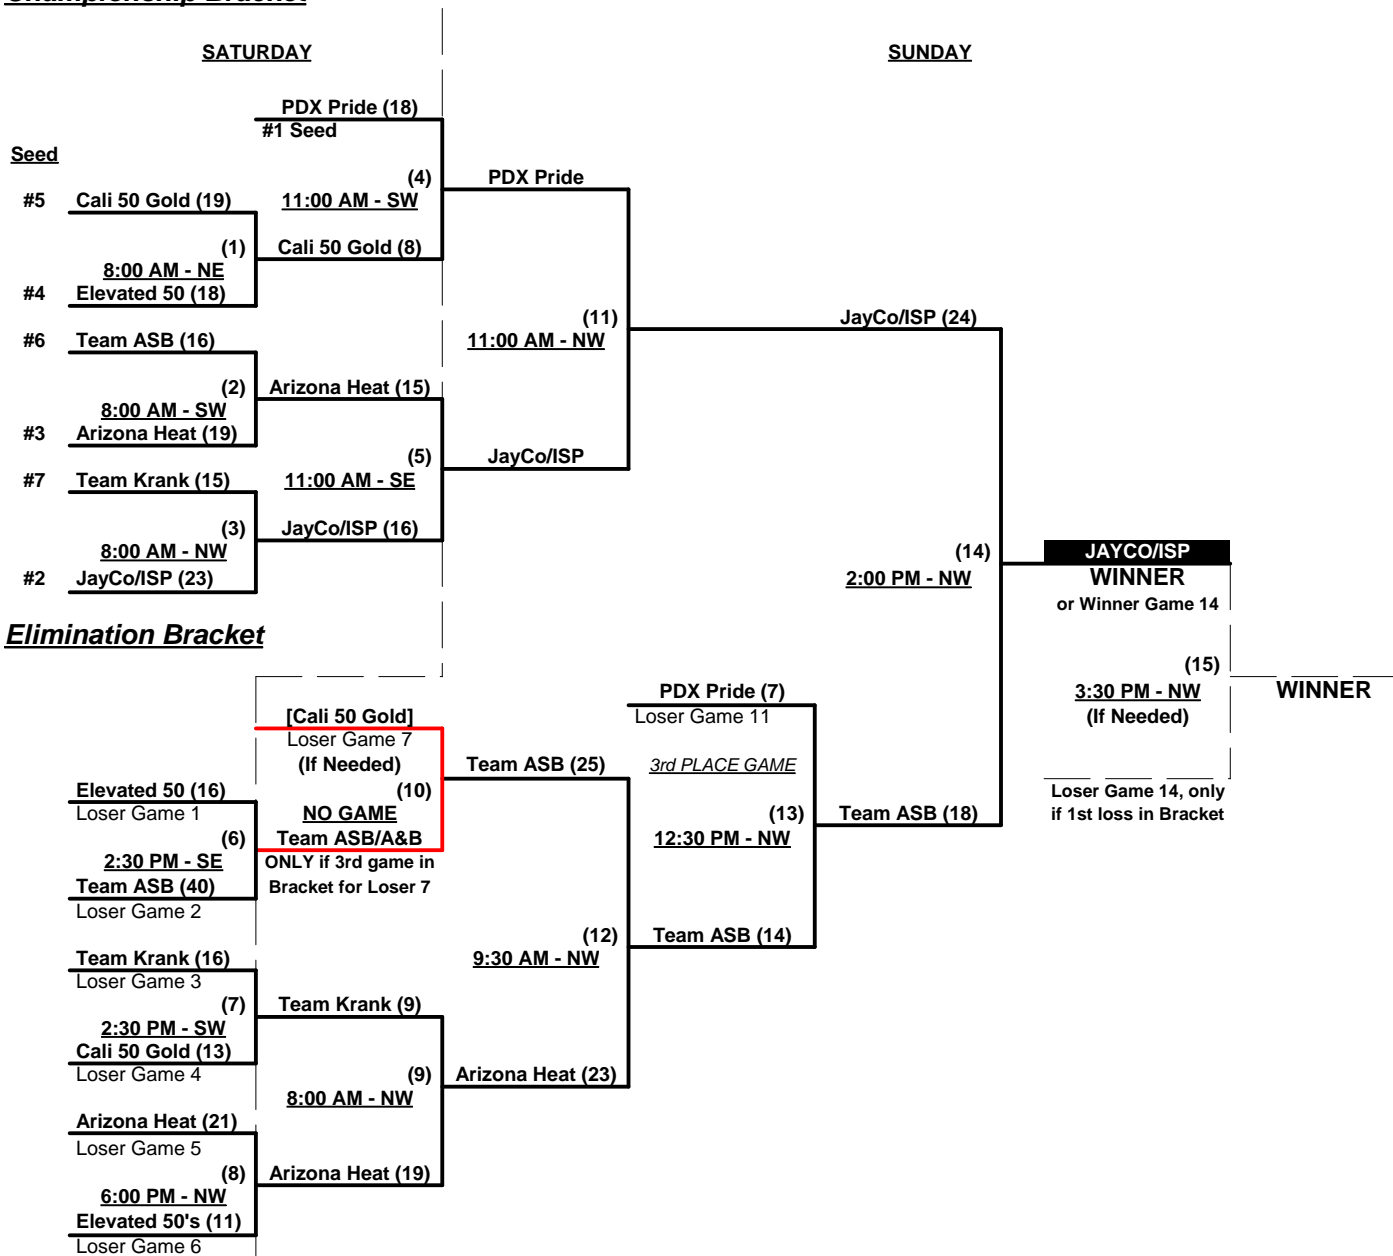 Championship Bracket
SATURDAY
SUNDAY
PDX Pride (18)
#1 Seed
Seed
(4)
PDX Pride
#5
Cali 50 Gold (19)
11:00 AM - SW
(1)
Cali 50 Gold (8)
8:00 AM - NE
#4
Elevated 50 (18)
(11)
JayCo/ISP (24)
#6
Team ASB (16)
11:00 AM - NW
(2)
Arizona Heat (15)
8:00 AM - SW
#3
Arizona Heat (19)
(5)
JayCo/ISP
#7
Team Krank (15)
11:00 AM - SE
(3)
JayCo/ISP (16)
8:00 AM - NW
#2
JayCo/ISP (23)
(14)
2:00 PM - NW
JAYCO/ISP
WINNER
or Winner Game 14
(15)
3:30 PM - NW
(If Needed)
WINNER
Loser Game 14, only
if 1st loss in Bracket
Elimination Bracket
[Cali 50 Gold]
Loser Game 7
(If Needed)
(10)
NO GAME
Team ASB/A&B
ONLY if 3rd game in
Bracket for Loser 7
Elevated 50 (16)
Loser Game 1
(6)
2:30 PM - SE
Team ASB (40)
Loser Game 2
Team ASB (25)
PDX Pride (7)
Loser Game 11
3rd PLACE GAME
(13)
12:30 PM - NW
Team ASB (18)
(12)
9:30 AM - NW
Team ASB (14)
Team Krank (16)
Loser Game 3
(7)
2:30 PM - SW
Cali 50 Gold (13)
Loser Game 4
Team Krank (9)
(9)
8:00 AM - NW
Arizona Heat (23)
Arizona Heat (21)
Loser Game 5
(8)
6:00 PM - NW
Elevated 50's (11)
Loser Game 6
Arizona Heat (19)